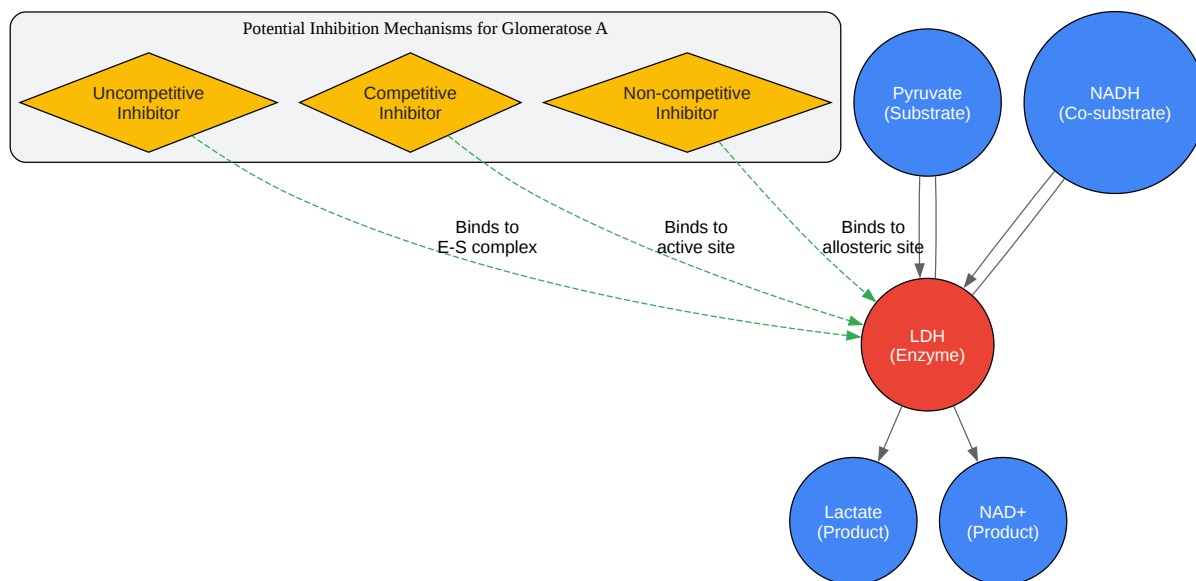 Potential Inhibition Mechanisms for Glomeratose A
Uncompetitive
Inhibitor
Competitive
Inhibitor
Non-competitive
Inhibitor
Pyruvate
(Substrate)
NADH
(Co-substrate)
Binds to
E-S complex
Binds to
active site
Binds to
allosteric site
LDH
(Enzyme)
Lactate
(Product)
NAD+
(Product)